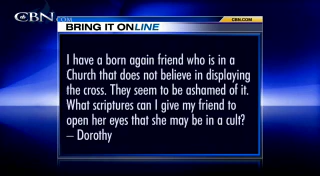 CBN.COM
CBN.COM
BRING IT ONLINE
I have a born again friend who is in a
Church that does not believe in displaying
the cross. They seem to be ashamed of it.
What scriptures can I give my friend to
open her eyes that she may be in a cult?
– Dorothy